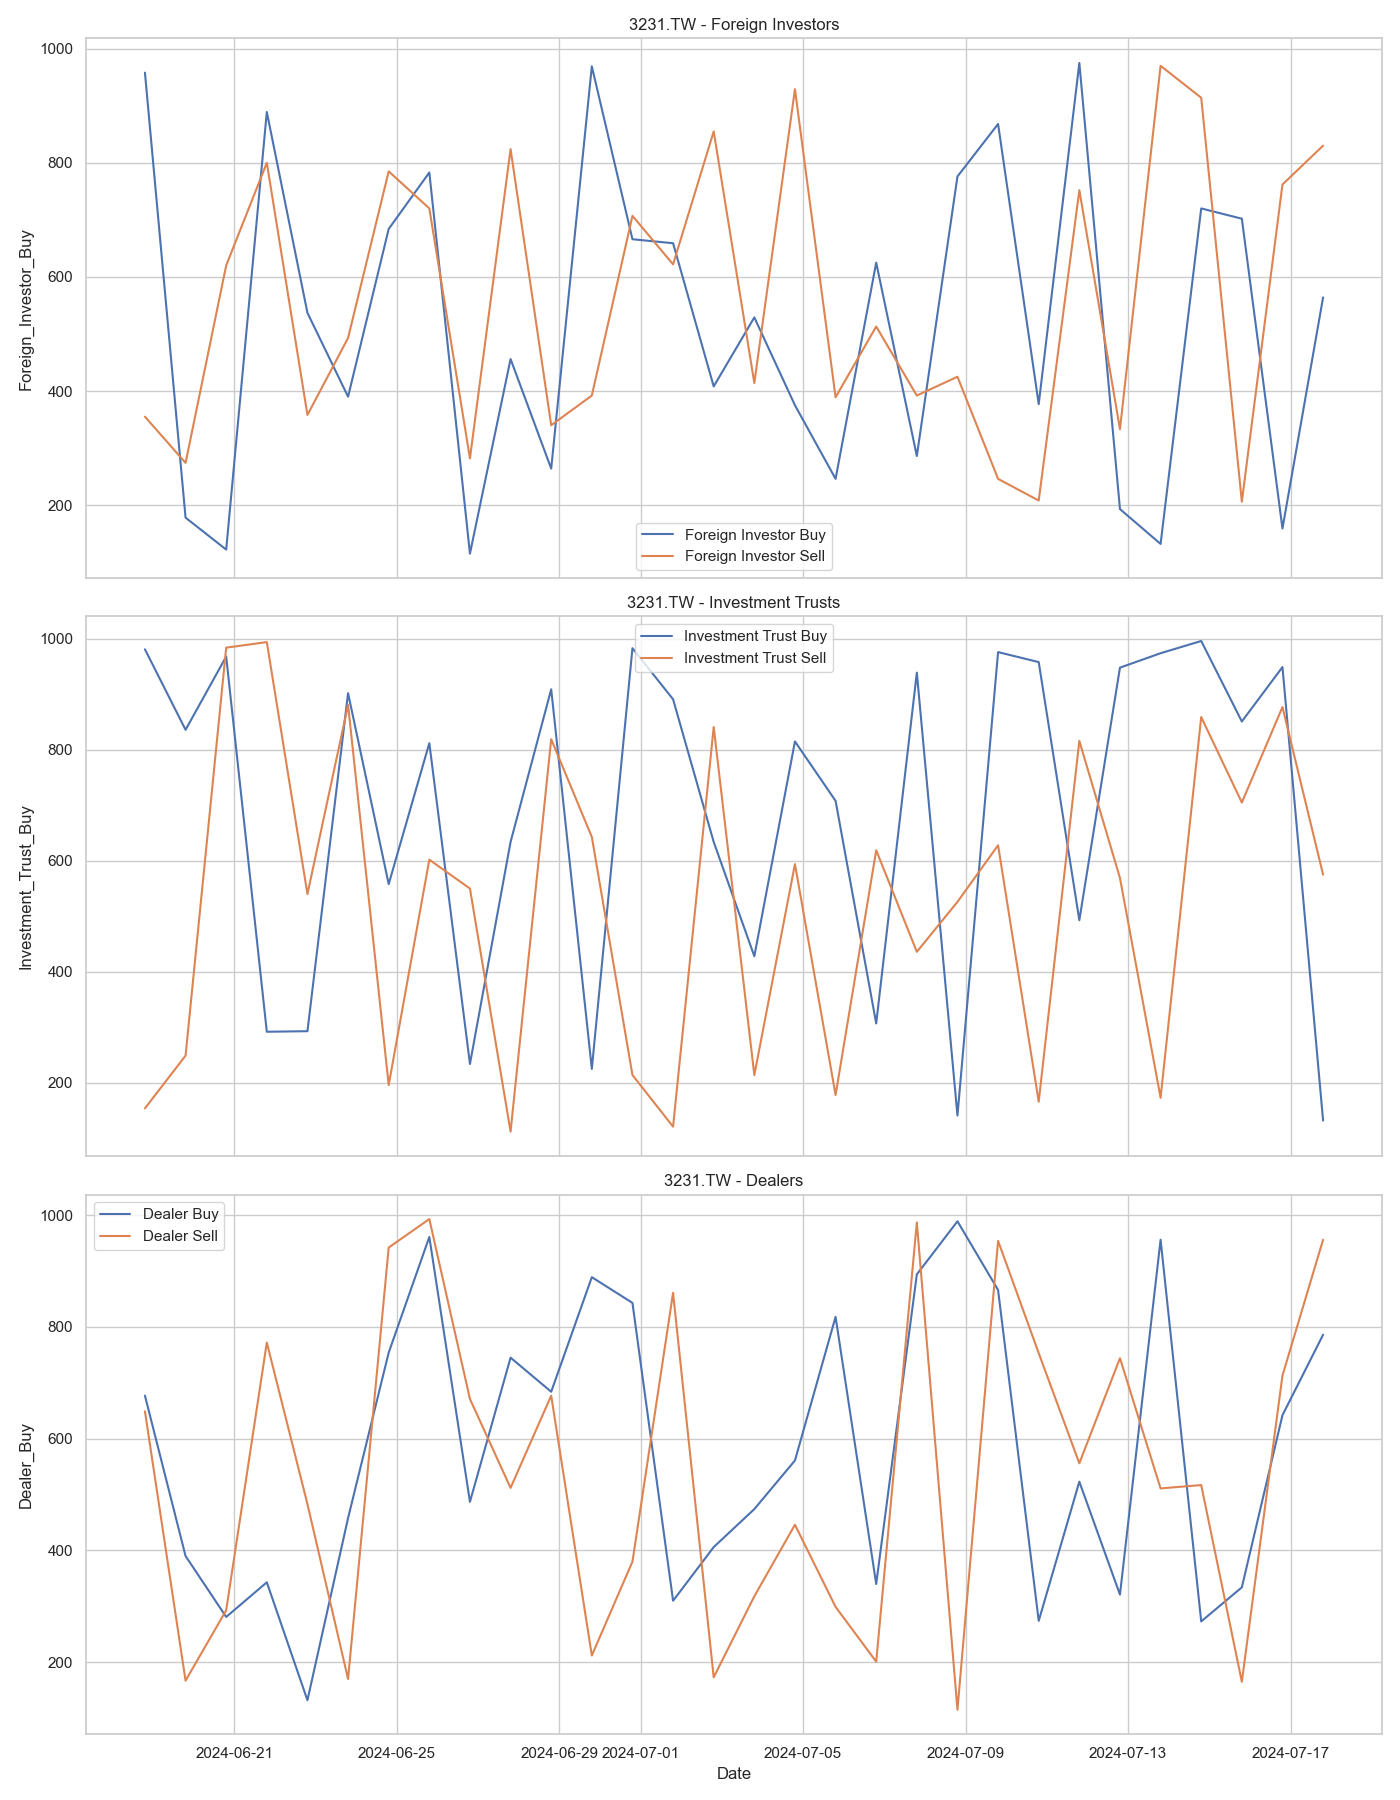 3231.TW - Foreign Investors
1000
800
600
400
200
Foreign_Investor_Buy
Foreign Investor Buy
Foreign Investor Sell
3231.TW - Investment Trusts
1000
800
600
400
200
Investment_Trust_Buy
Investment Trust Buy
Investment Trust Sell
3231.TW - Dealers
1000
800
600
400
200
Dealer_Buy
Dealer Buy
Dealer Sell
2024-06-21 2024-06-25 2024-06-29 2024-07-01 2024-07-05 2024-07-09 2024-07-13 2024-07-17
Date